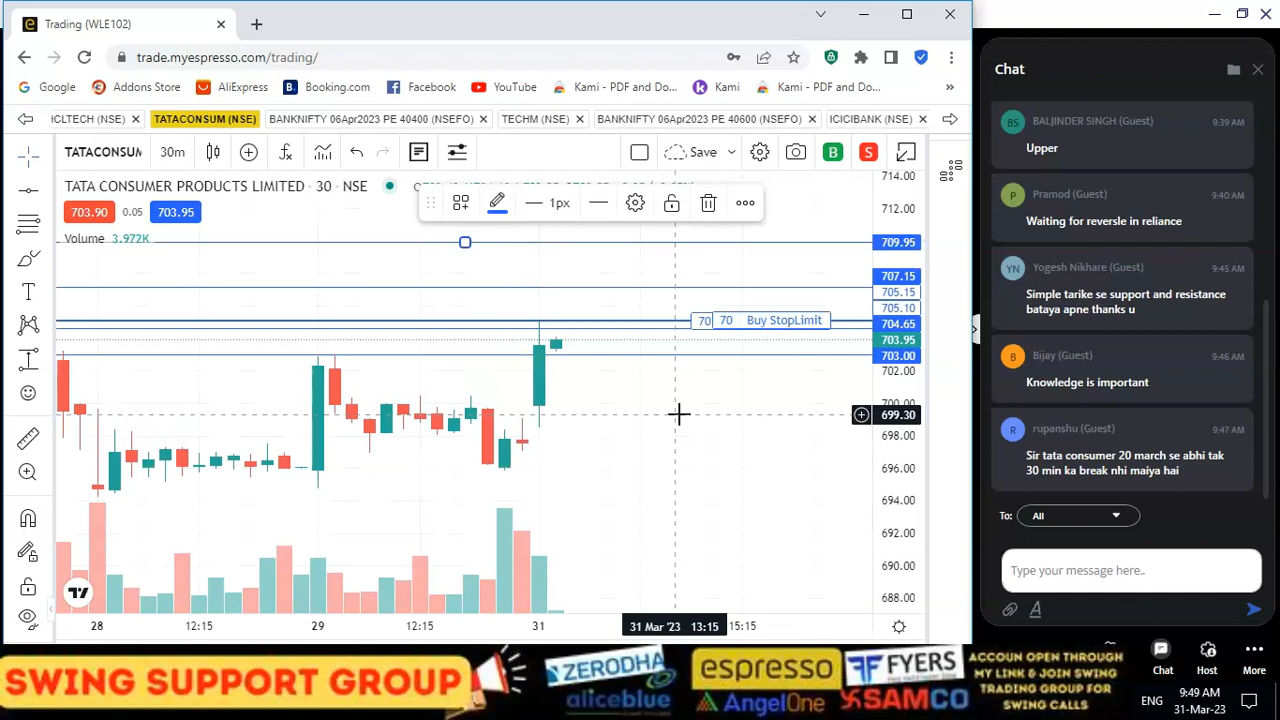 Trading (WLE102)
trade.myespresso.com/trading/
Google Addons Store AliExpress Booking.com Facebook YouTube Kami - PDF and Do... Kami Kami - PDF and Do... »
HCLTECH (NSE) TATACONSUM (NSE) BANKNIFTY 06Apr2023 PE 40400 (NSEFO) TECHM (NSE) BANKNIFTY 06Apr2023 PE 40600 (NSEFO) ICICIBANK (NSE)
TATACONSUM 30m Save B S
TATA CONSUMER PRODUCTS LIMITED · 30 · NSE
703.90 0.05 703.95
1px
Volume 3.972K
70 70 Buy StopLimit
714.00
712.00
709.95
707.15
705.15
705.10
704.65
703.95
703.00
702.00
700.00
699.30
698.00
696.00
694.00
692.00
690.00
688.00
28 12:15 29 12:15 31 31 Mar '23 13:15 15:15
Chat
BS BALJINDER SINGH (Guest) 9:39 AM
Upper
P Pramod (Guest) 9:40 AM
Waiting for reversle in reliance
YN Yogesh Nikhare (Guest) 9:45 AM
Simple tarike se support and resistance
bataya apne thanks u
B Bijay (Guest) 9:46 AM
Knowledge is important
R rupanshu (Guest) 9:47 AM
Sir tata consumer 20 march se abhi tak
30 min ka break nhi maiya hai
To: All
Type your message here..
Chat Host More
SWING SUPPORT GROUP
ZERODHA
aliceblue
espresso
AngelOne
FYERS
SAMCO
ACCOUN OPEN THROUGH
MY LINK & JOIN SWING
TRADING GROUP FOR
SWING CALLS
ENG 9:49 AM
31-Mar-23